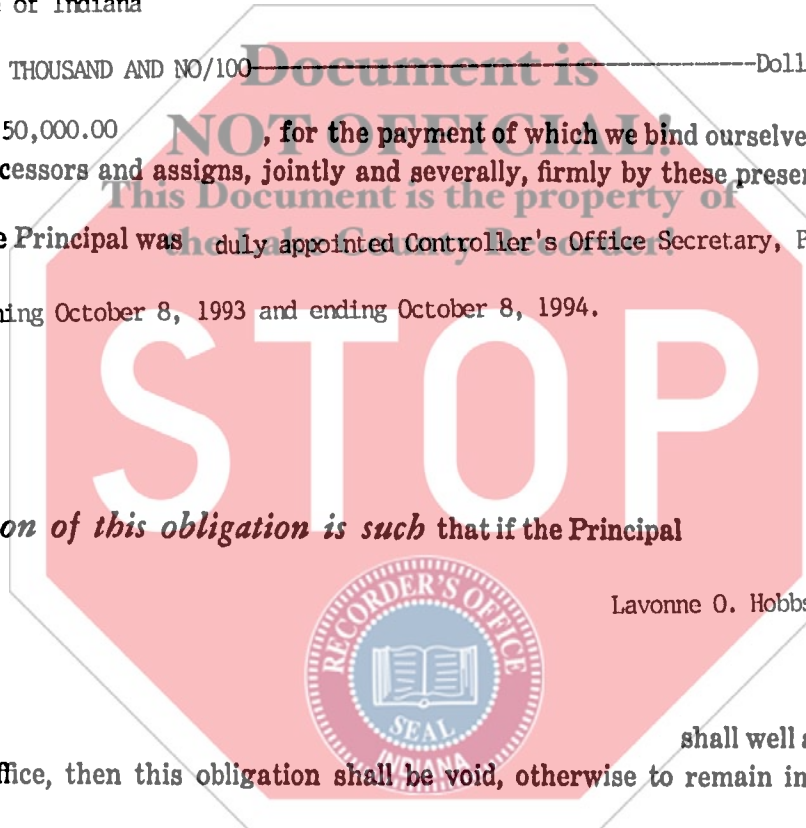 of Indiana
THOUSAND AND NO/100-----------------------------------Doll
Document is
50,000.00 , for the payment of which we bind ourselve
NOT OFFICIAL!
cessors and assigns, jointly and severally, firmly by these presen
This Document is the property of
e Principal was duly appointed Controller's Office Secretary, P
the Lake County Recorder!
ning October 8, 1993 and ending October 8, 1994.
STOP
on of this obligation is such that if the Principal
Lavonne O. Hobbs
RECORDER'S OFFICE
SEAL
INDIANA
shall well a
ffice, then this obligation shall be void, otherwise to remain in